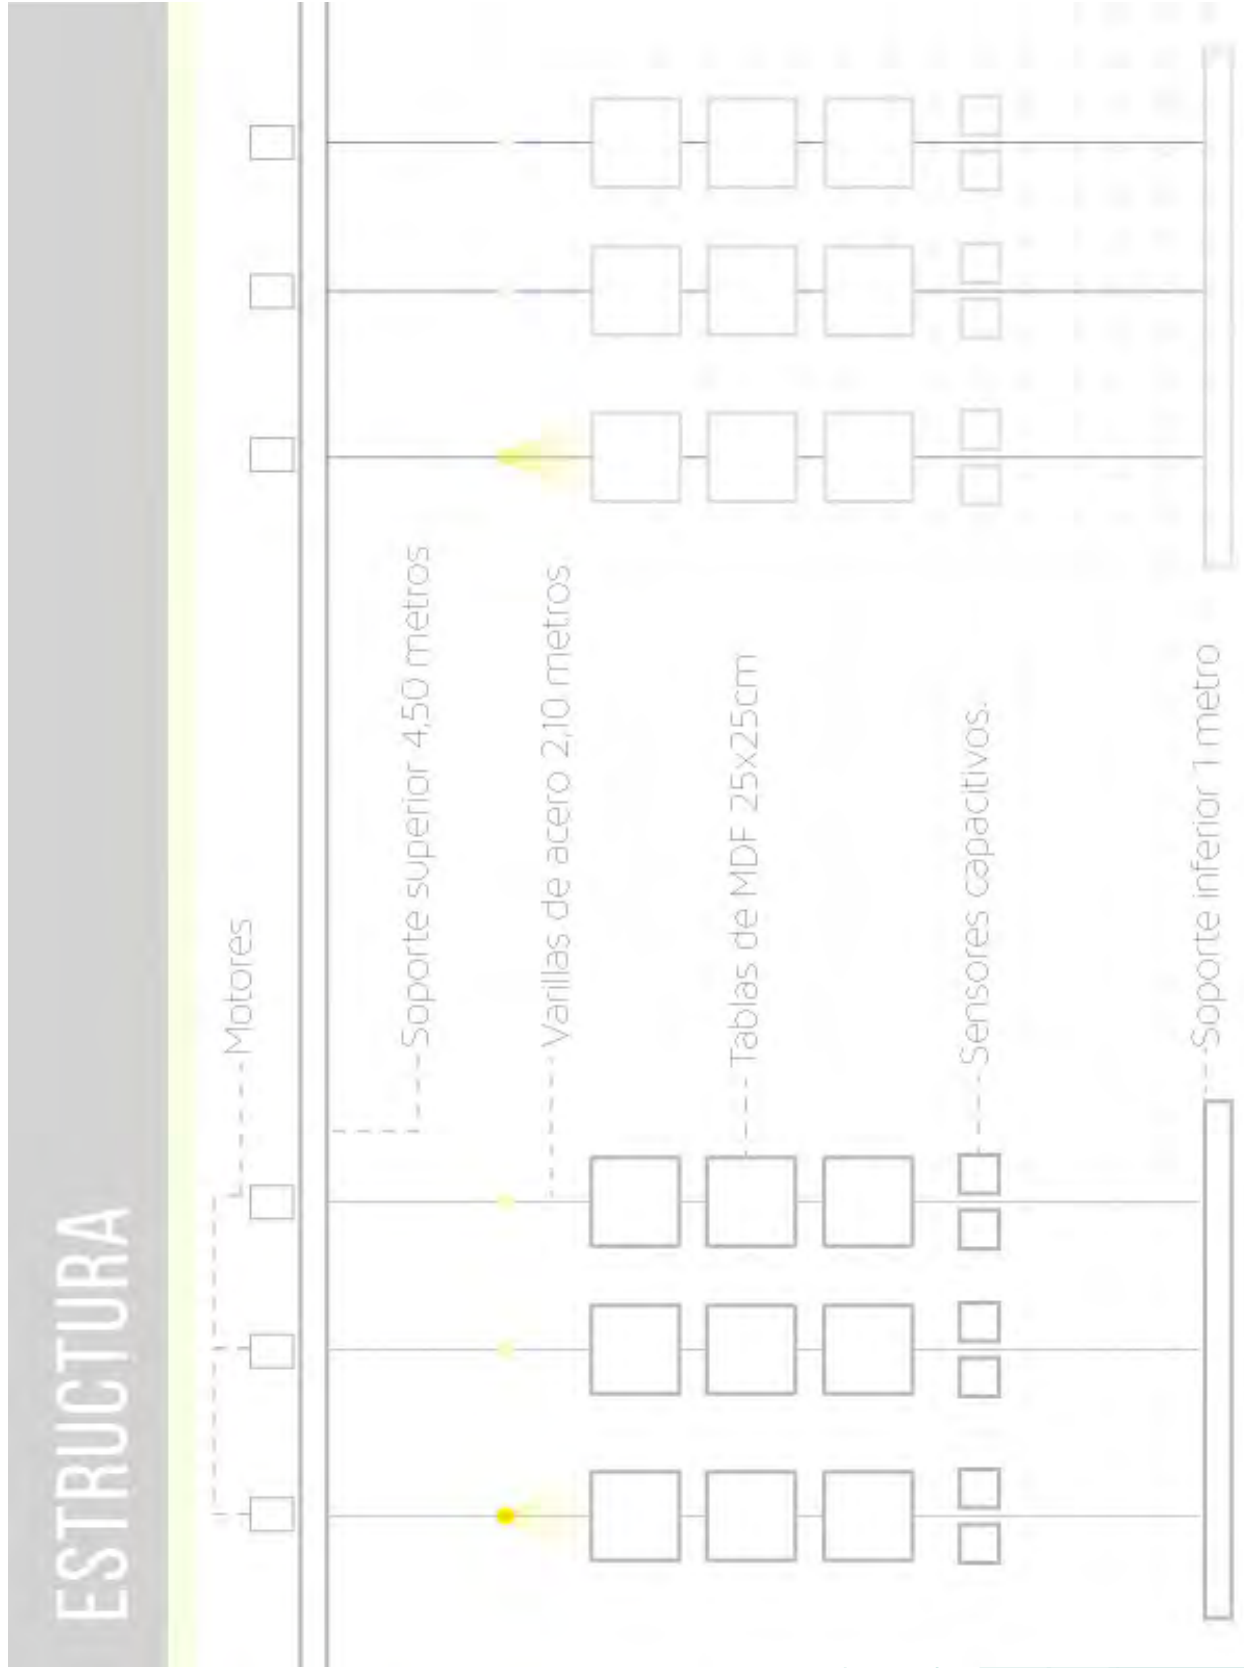 ESTRUCTURA
Motores
Soporte superior 4,50 metros
Varillas de acero 2,10 metros.
Tablas de MDF 25x25cm
Sensores capacitivos.
Soporte inferior 1 metro